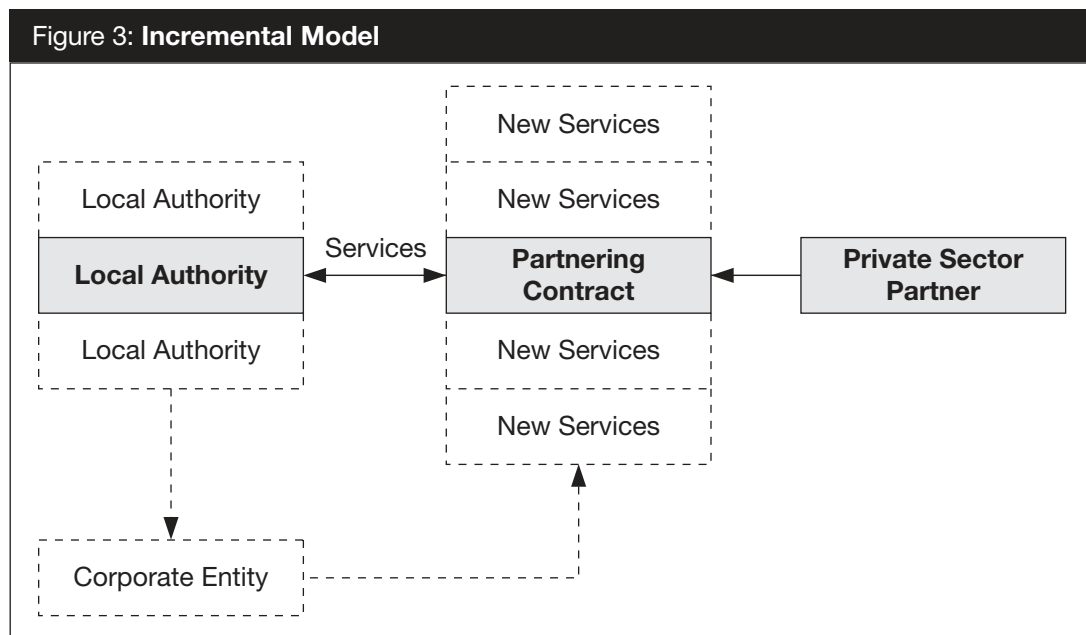 Figure 3: Incremental Model
New Services
Local Authority
New Services
Local Authority
Services
Partnering
Contract
Private Sector
Partner
Local Authority
New Services
New Services
Corporate Entity